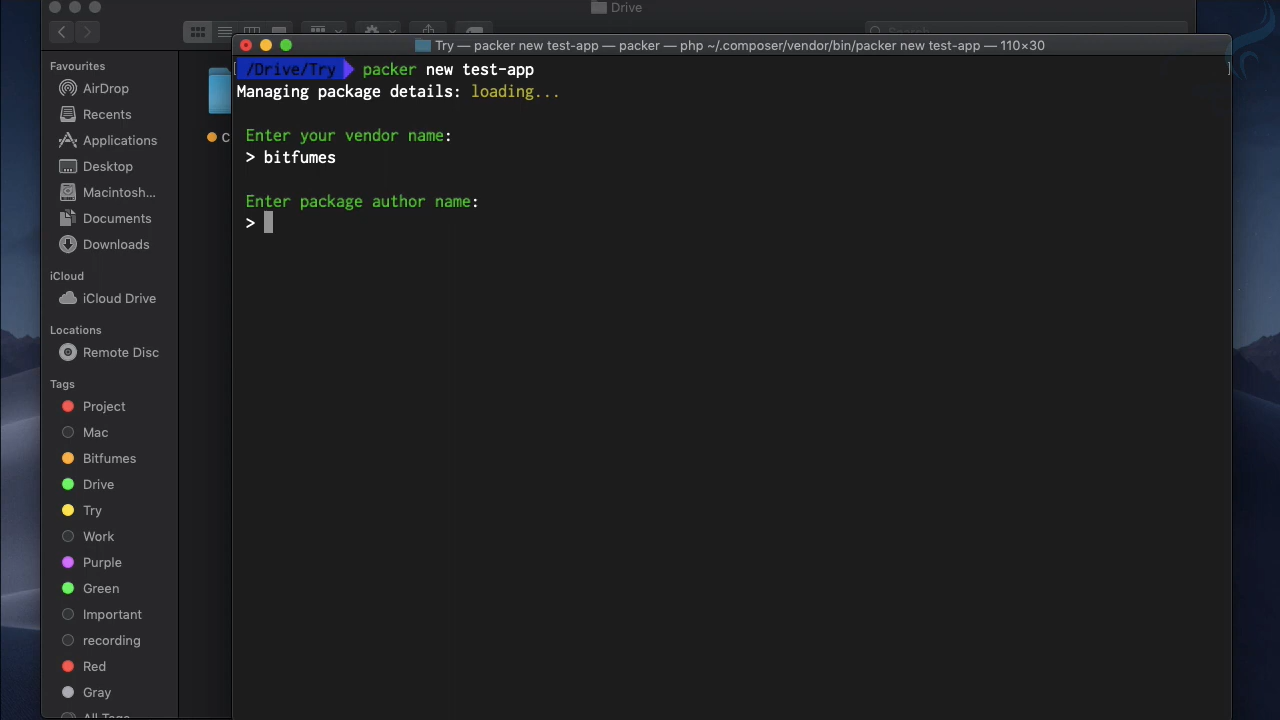 Drive
Search
Try — packer new test-app — packer — php ~/.composer/vendor/bin/packer new test-app — 110×30
Favourites
AirDrop
Recents
Applications
Desktop
Macintosh...
Documents
Downloads
iCloud
iCloud Drive
Locations
Remote Disc
Tags
Project
Mac
Bitfumes
Drive
Try
Work
Purple
Green
Important
recording
Red
Gray
All Tags
C
/Drive/Try packer new test-app
Managing package details: loading...
Enter your vendor name:
> bitfumes
Enter package author name:
>